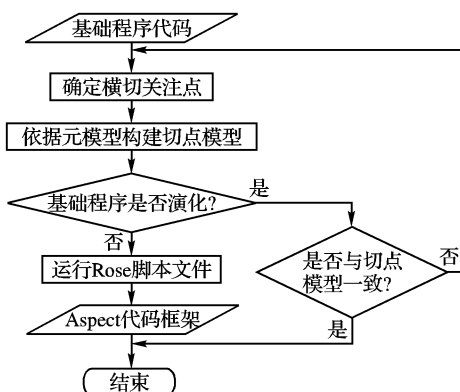 基础程序代码
确定横切关注点
依据元模型构建切点模型
基础程序是否演化?
是
否
运行Rose脚本文件
是否与切点
模型一致?
否
Aspect代码框架
是
结束